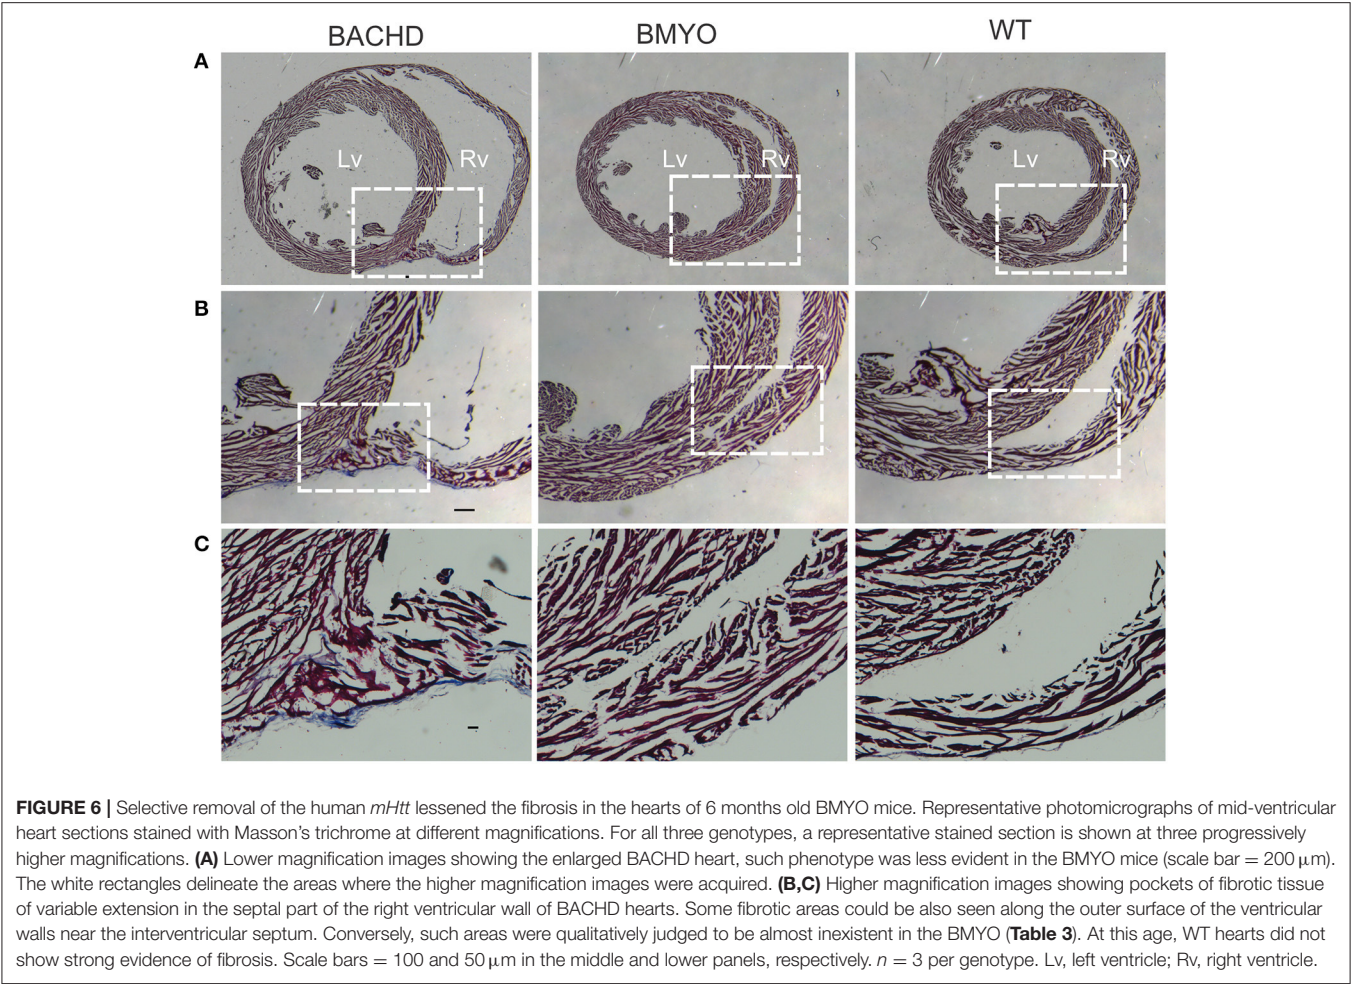 BACHD
BMYO
WT
A
Lv
Rv
Lv
Rv
Lv
Rv
B
C
FIGURE 6 | Selective removal of the human mHtt lessened the fibrosis in the hearts of 6 months old BMYO mice. Representative photomicrographs of mid-ventricular
heart sections stained with Masson's trichrome at different magnifications. For all three genotypes, a representative stained section is shown at three progressively
higher magnifications. (A) Lower magnification images showing the enlarged BACHD heart, such phenotype was less evident in the BMYO mice (scale bar = 200 μm).
The white rectangles delineate the areas where the higher magnification images were acquired. (B,C) Higher magnification images showing pockets of fibrotic tissue
of variable extension in the septal part of the right ventricular wall of BACHD hearts. Some fibrotic areas could be also seen along the outer surface of the ventricular
walls near the interventricular septum. Conversely, such areas were qualitatively judged to be almost inexistent in the BMYO (Table 3). At this age, WT hearts did not
show strong evidence of fibrosis. Scale bars = 100 and 50 μm in the middle and lower panels, respectively. n = 3 per genotype. Lv, left ventricle; Rv, right ventricle.